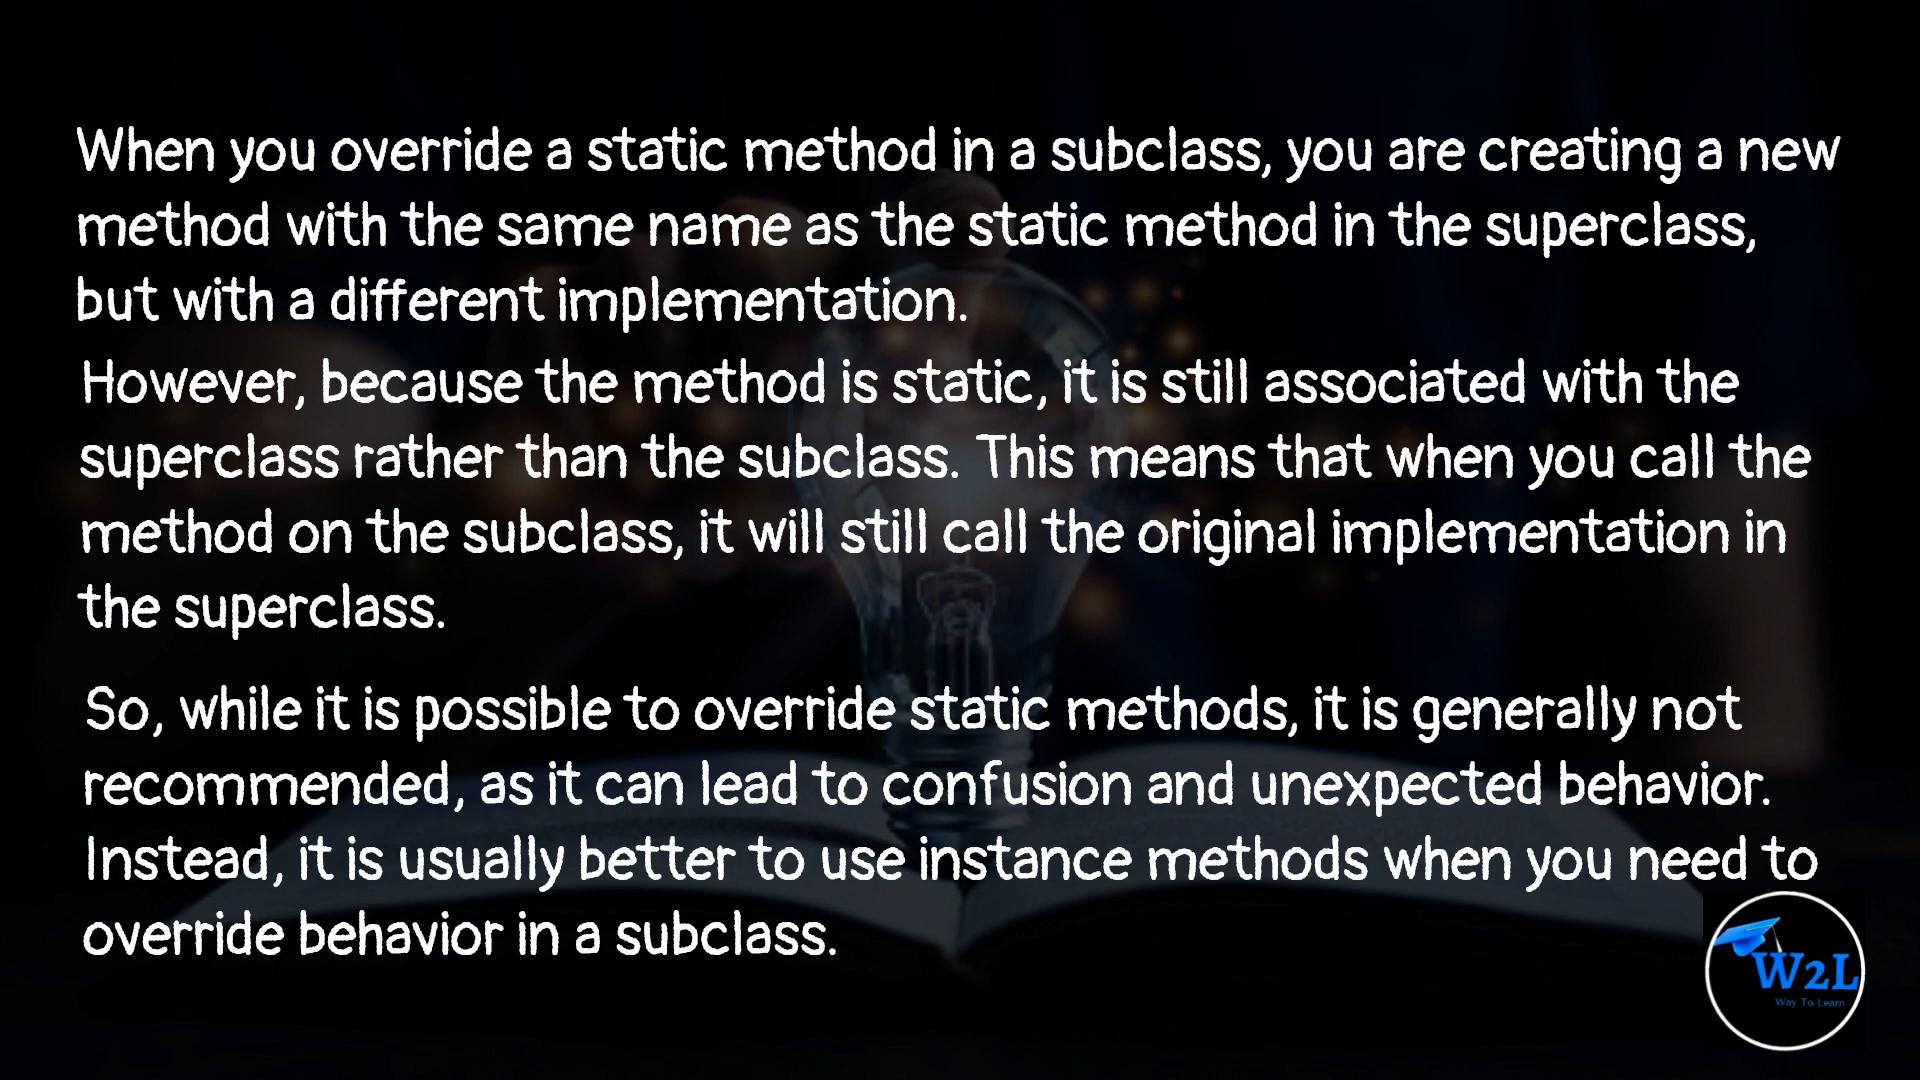 When you override a static method in a subclass, you are creating a new
method with the same name as the static method in the superclass,
but with a different implementation.
However, because the method is static, it is still associated with the
superclass rather than the subclass. This means that when you call the
method on the subclass, it will still call the original implementation in
the superclass.
So, while it is possible to override static methods, it is generally not
recommended, as it can lead to confusion and unexpected behavior.
Instead, it is usually better to use instance methods when you need to
override behavior in a subclass.
W2L
Way To Learn